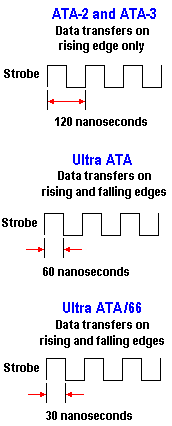 ATA-2 and ATA-3
Data transfers on
rising edge only
Strobe
120 nanoseconds
Ultra ATA
Data transfers on
rising and falling edges
Strobe
60 nanoseconds
Ultra ATA/66
Data transfers on
rising and falling edges
Strobe
30 nanoseconds